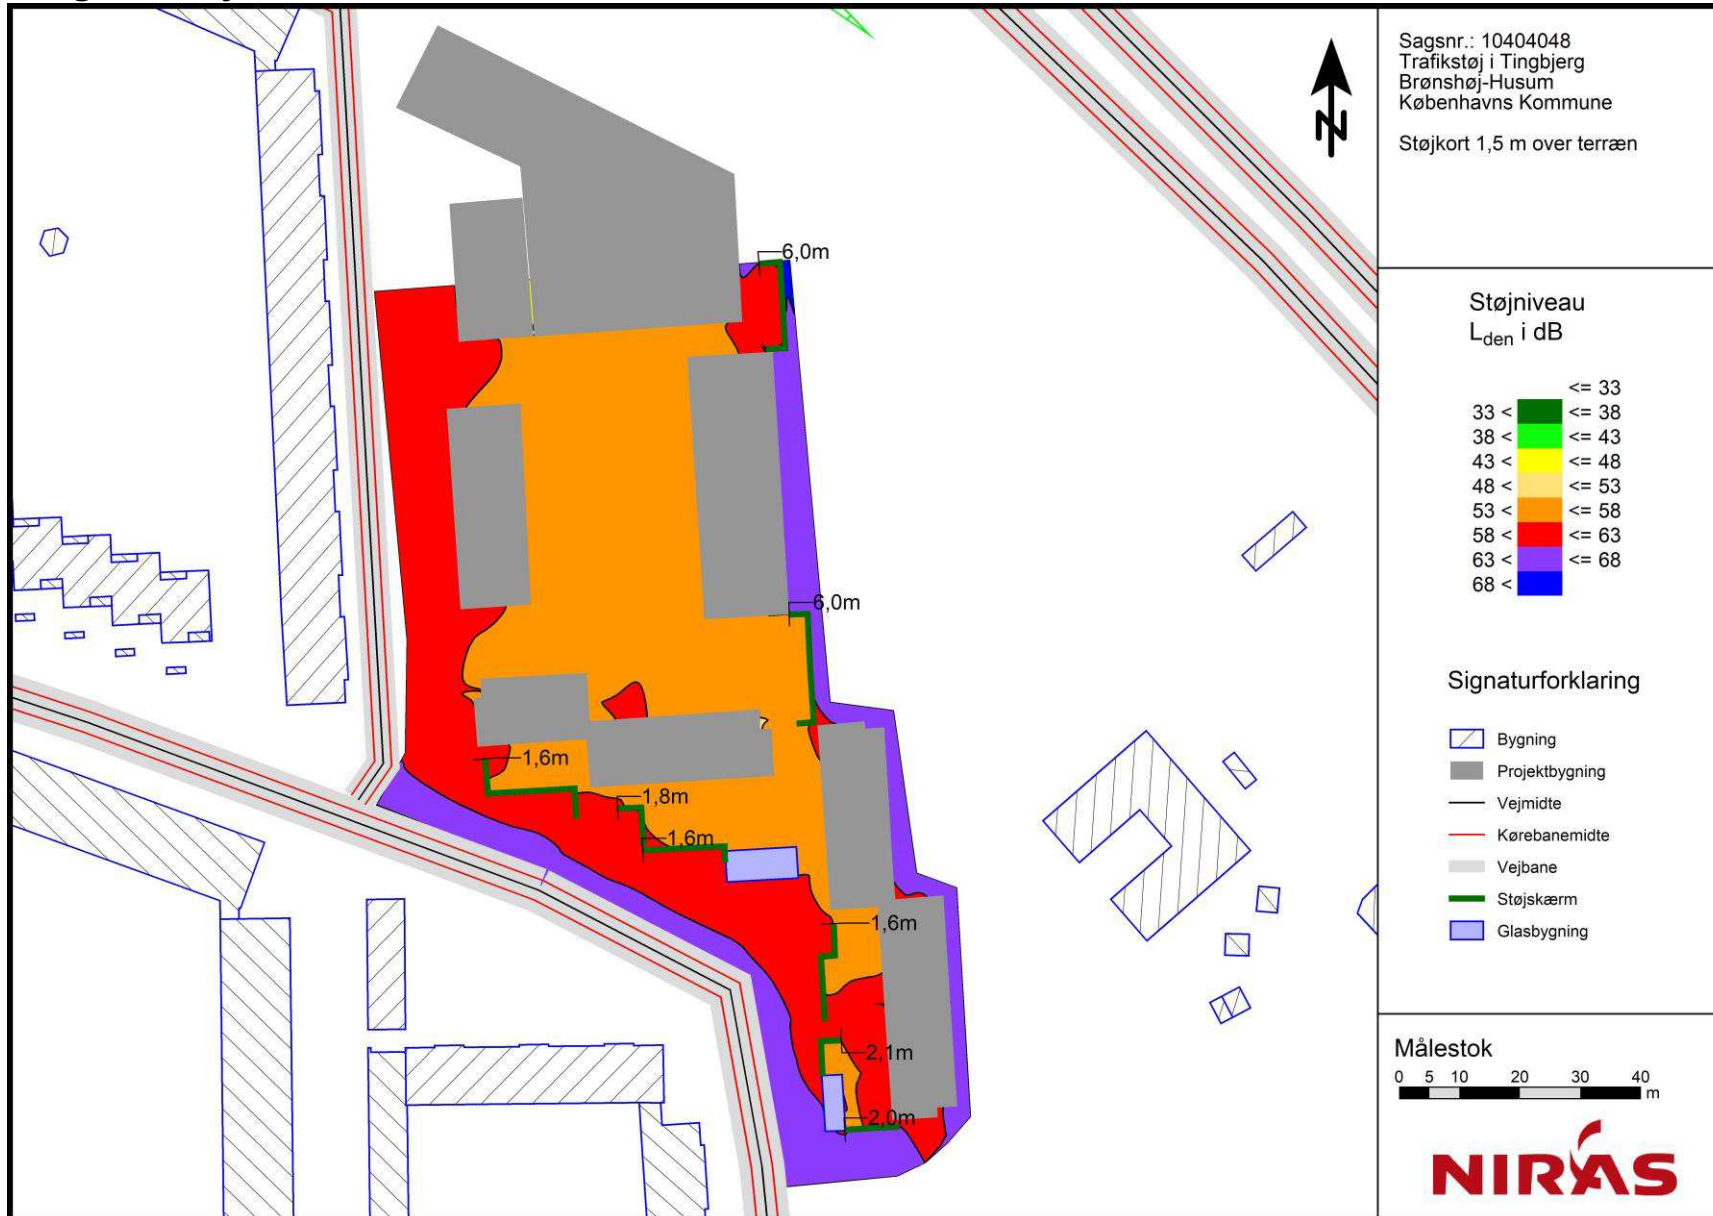 6,0m
6,0m
1,6m
1,8m
1,6m
1,6m
2,1m
2,0m
N
Sagsnr.: 10404048
Trafikstøj i Tingbjerg
Brønshøj-Husum
Københavns Kommune
Støjkort 1,5 m over terræn
Støjniveau
Lden i dB
<= 33
33 < <= 38
38 < <= 43
43 < <= 48
48 < <= 53
53 < <= 58
58 < <= 63
63 < <= 68
68 <
Signaturforklaring
Bygning
Projektbygning
Vejmidte
Kørebanemidte
Vejbane
Støjskærm
Glasbygning
Målestok
0 5 10 20 30 40
m
NIRAS